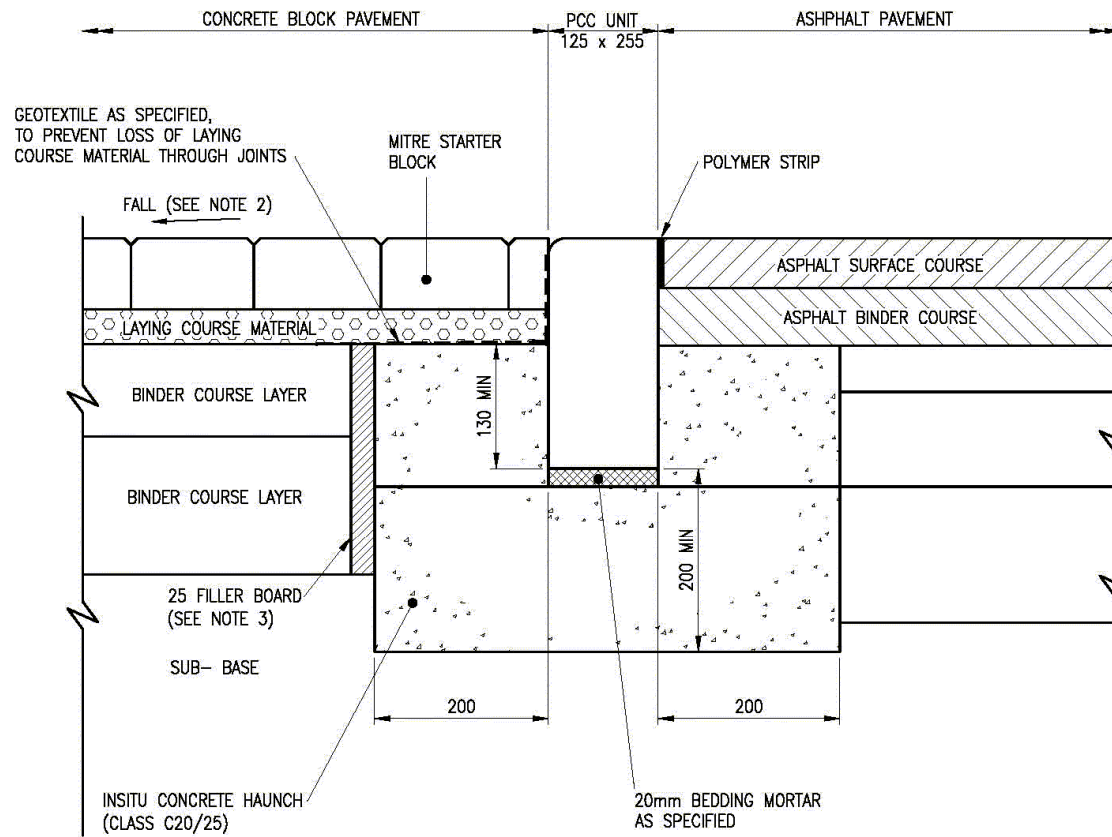 CONCRETE BLOCK PAVEMENT
PCC UNIT
125 x 255
ASHPHALT PAVEMENT
GEOTEXTILE AS SPECIFIED,
TO PREVENT LOSS OF LAYING
COURSE MATERIAL THROUGH JOINTS
MITRE STARTER
BLOCK
POLYMER STRIP
FALL (SEE NOTE 2)
ASPHALT SURFACE COURSE
LAYING COURSE MATERIAL
ASPHALT BINDER COURSE
BINDER COURSE LAYER
130 MIN
BINDER COURSE LAYER
200 MIN
25 FILLER BOARD
(SEE NOTE 3)
SUB- BASE
200
200
INSITU CONCRETE HAUNCH
(CLASS C20/25)
20mm BEDDING MORTAR
AS SPECIFIED